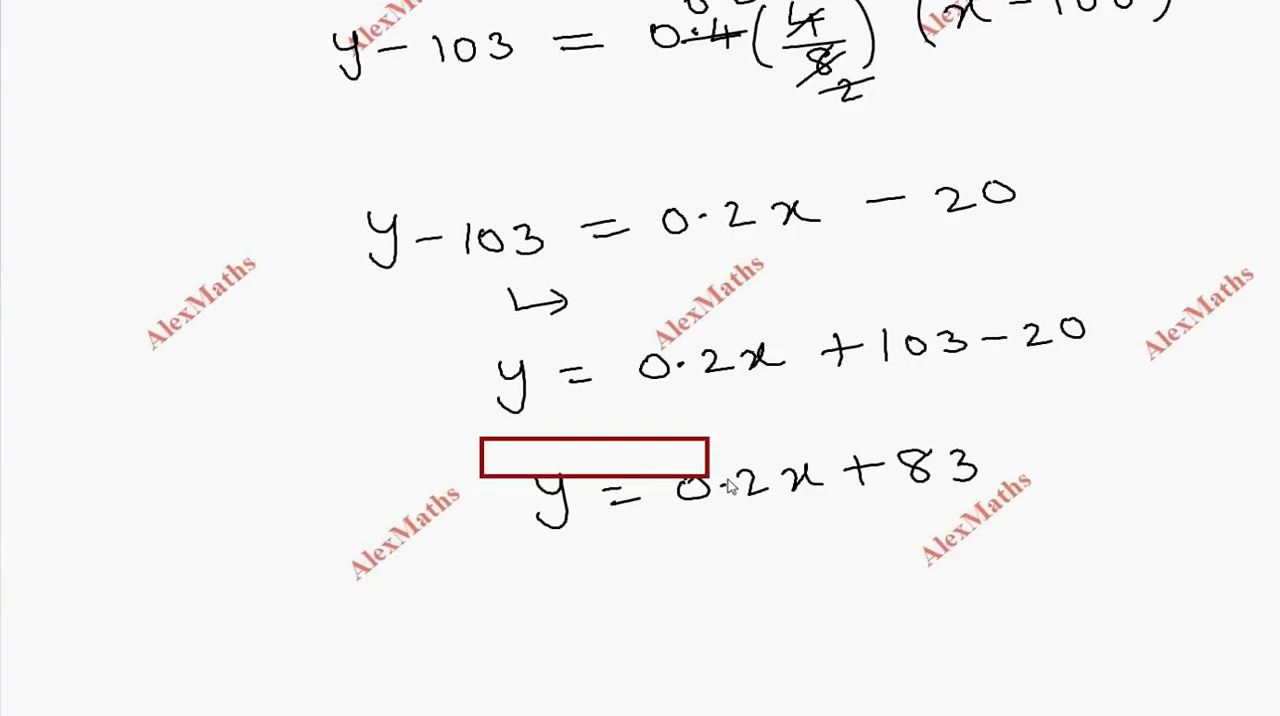 y - 103 = 0.4 (4/8) (x - 100)
y - 103 = 0.2x - 20
↳
y = 0.2x + 103 - 20
y = 0.2x + 83
AlexMaths
AlexMaths
AlexMaths
AlexMaths
AlexMaths